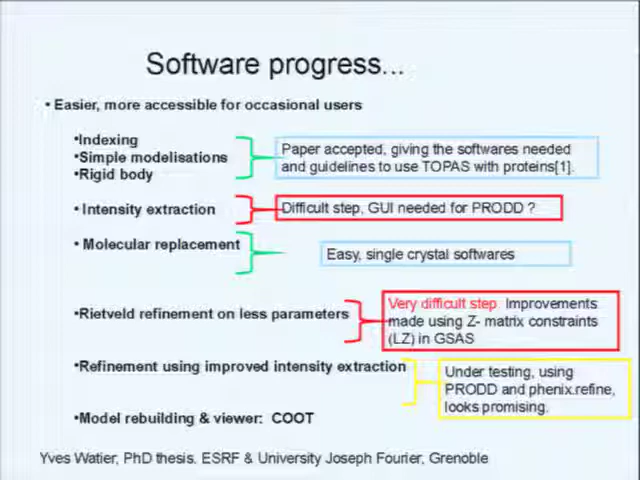 Software progress...
• Easier, more accessible for occasional users
•Indexing
•Simple modelisations
•Rigid body
Paper accepted, giving the softwares needed
and guidelines to use TOPAS with proteins[1].
• Intensity extraction
Difficult step, GUI needed for PRODD ?
• Molecular replacement
Easy, single crystal softwares
•Rietveld refinement on less parameters
Very difficult step. Improvements
made using Z- matrix constraints
(LZ) in GSAS
•Refinement using improved intensity extraction
Under testing, using
PRODD and phenix.refine,
looks promising.
•Model rebuilding & viewer: COOT
Yves Watier, PhD thesis. ESRF & University Joseph Fourier, Grenoble